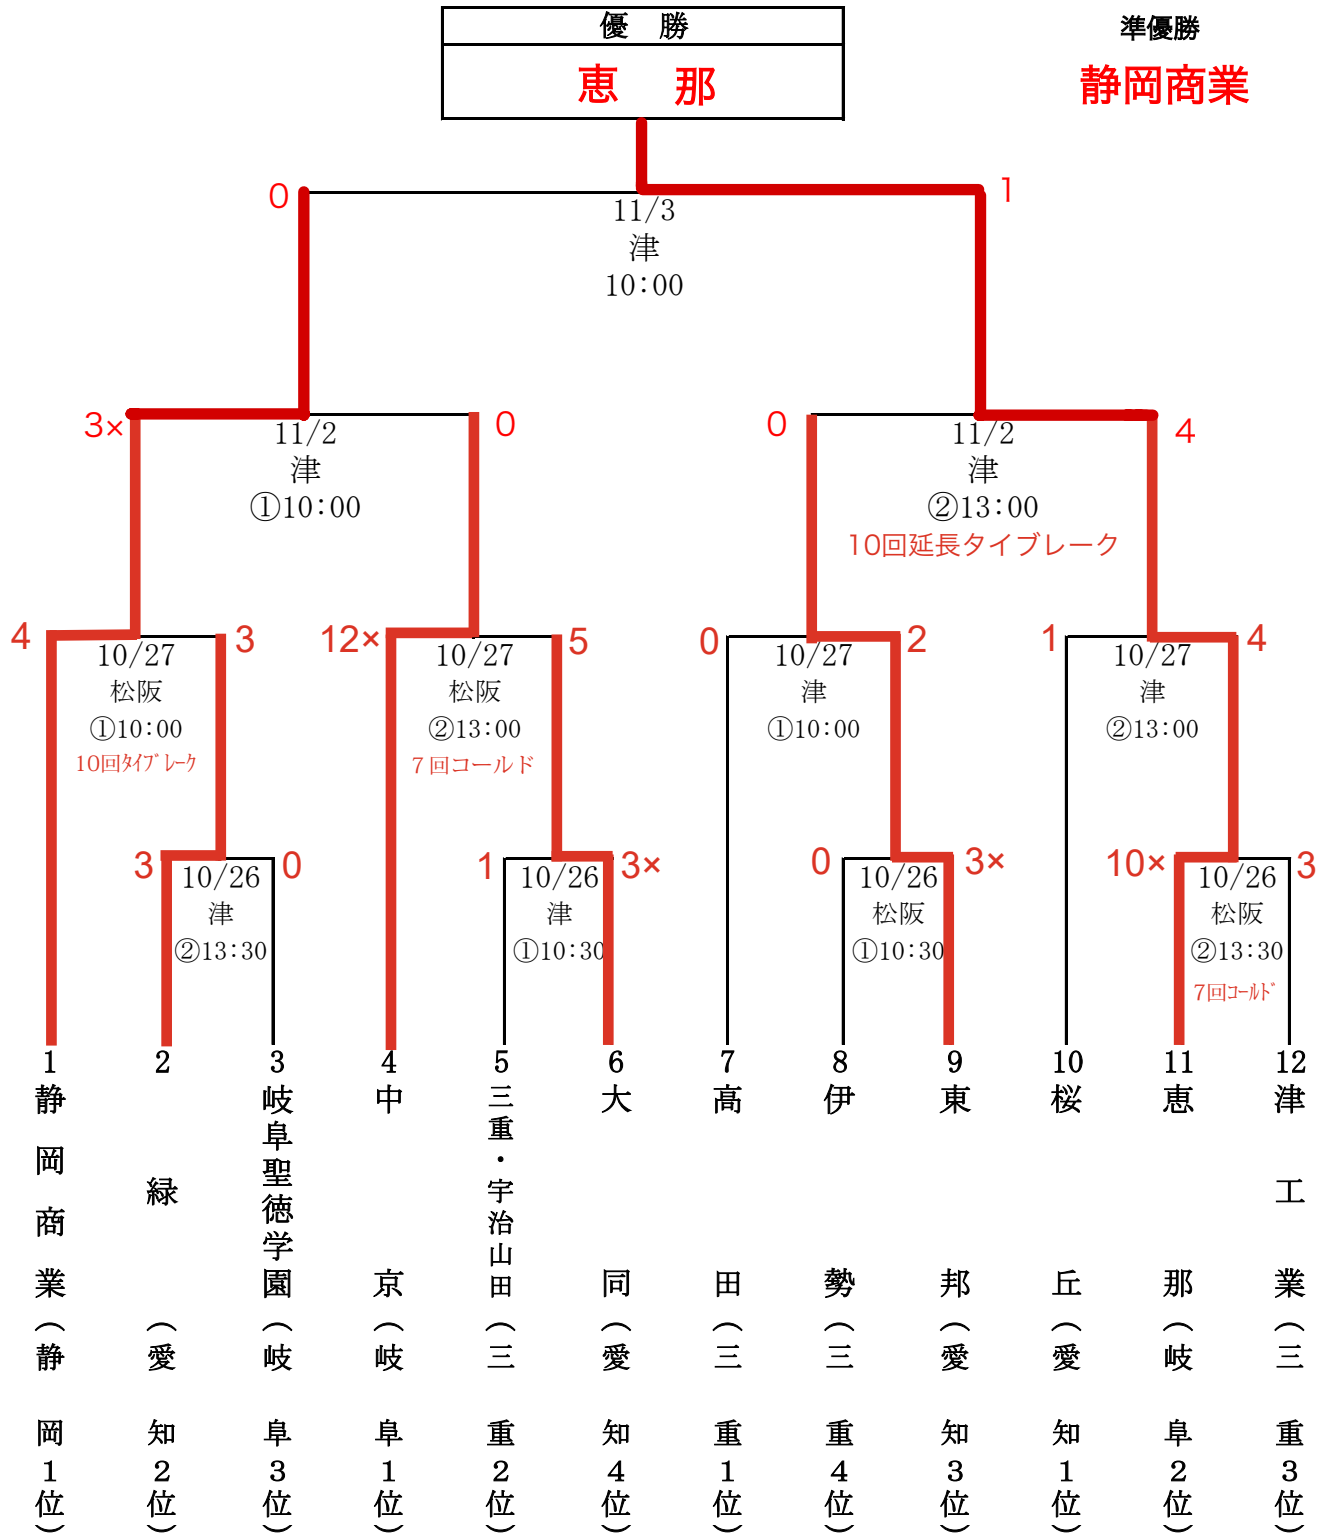 優　勝
準優勝
恵　那
静岡商業
0
1
11/3
津
10:00
3×
0
0
4
11/2
津
①10:00
11/2
津
②13:00
10回延長タイブレーク
4
3
12×
5
0
2
1
4
10/27
松阪
①10:00
10回ﾀｲﾌﾞﾚｰｸ
10/27
松阪
②13:00
７回コールド
10/27
津
①10:00
10/27
津
②13:00
3
0
1
3×
0
3×
10×
3
10/26
津
②13:30
10/26
津
①10:30
10/26
松阪
①10:30
10/26
松阪
②13:30
7回ｺｰﾙﾄﾞ
1
静岡商業（静岡１位）
2
緑（愛知２位）
3
岐阜聖徳学園（岐阜３位）
4
中京（岐阜１位）
5
三重・宇治山田（三重２位）
6
大同（愛知４位）
7
高田（三重１位）
8
伊勢（三重４位）
9
東邦（愛知３位）
10
桜丘（愛知１位）
11
恵那（岐阜２位）
12
津工業（三重３位）